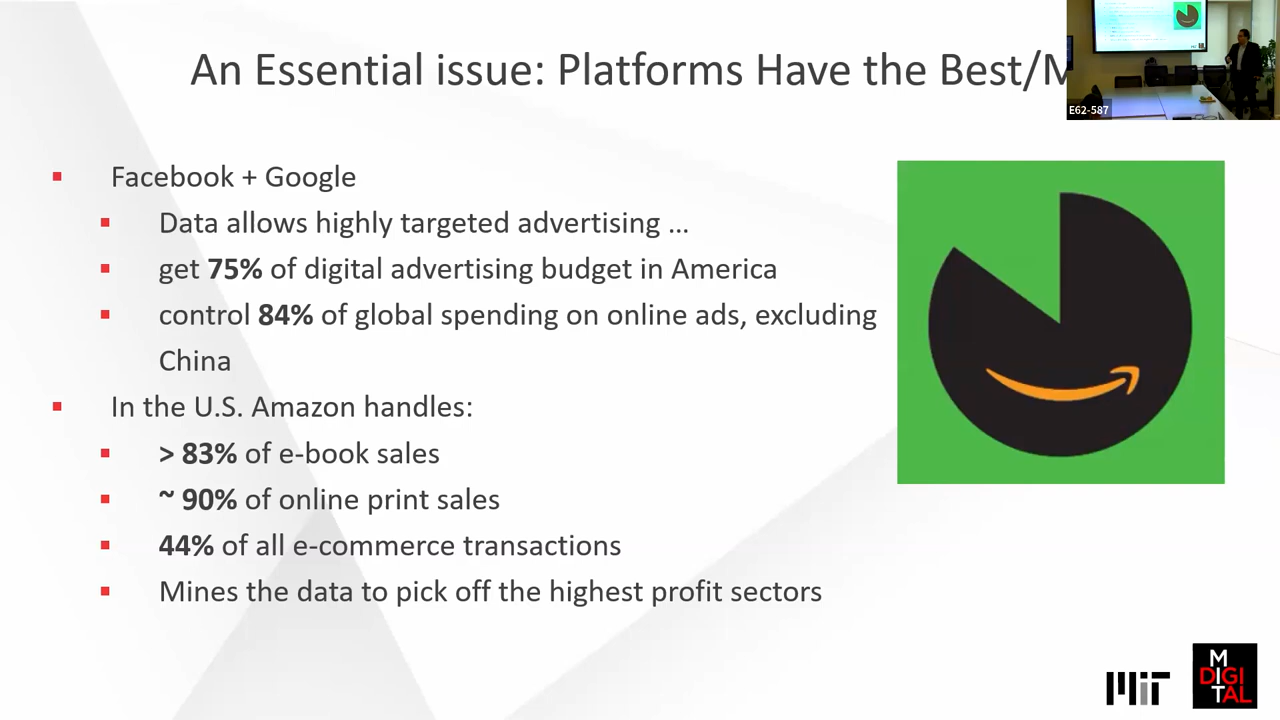 An Essential issue: Platforms Have the Best/M
E62-587
Facebook + Google
Data allows highly targeted advertising ...
get 75% of digital advertising budget in America
control 84% of global spending on online ads, excluding
China
In the U.S. Amazon handles:
> 83% of e-book sales
~ 90% of online print sales
44% of all e-commerce transactions
Mines the data to pick off the highest profit sectors
MIT
M
DIGI
TAL